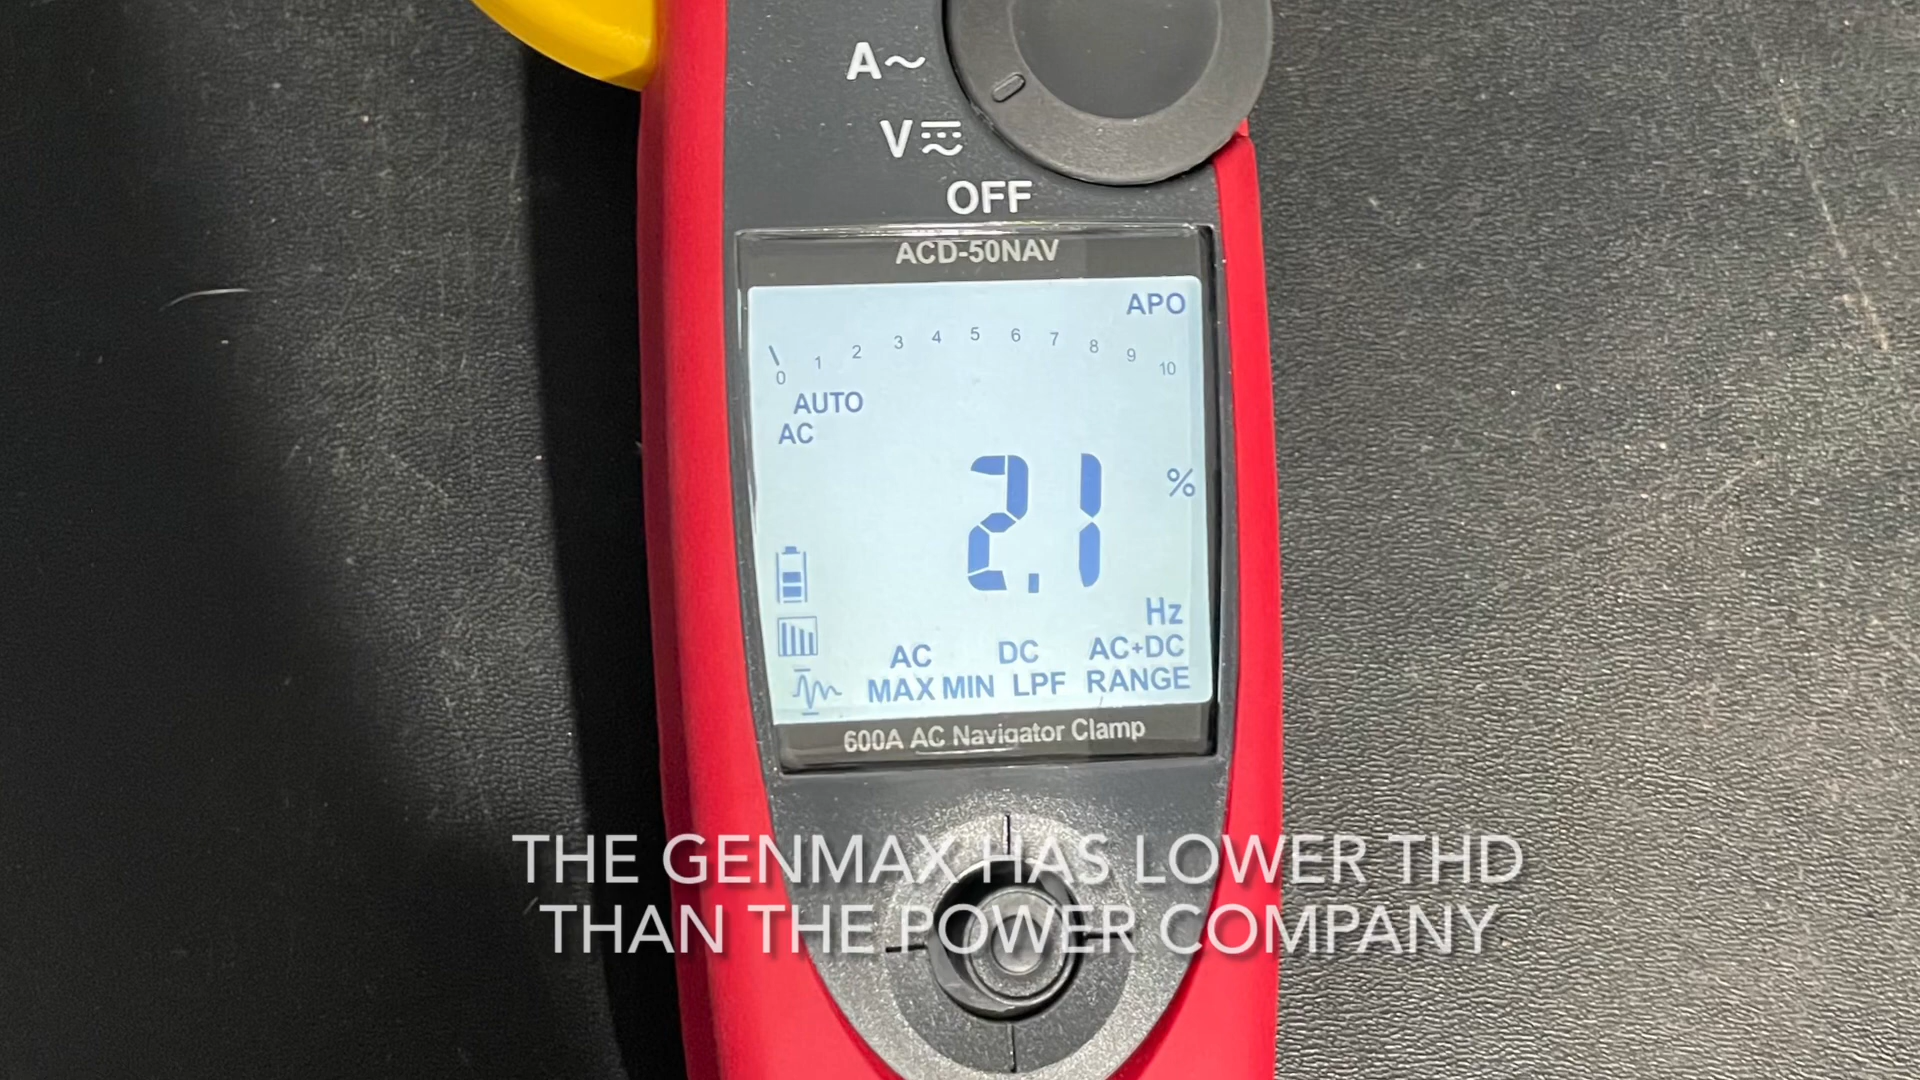 A~
V
OFF
ACD-50NAV
APO
0 1 2 3 4 5 6 7 8 9 10
AUTO
AC
2.1 %
Hz
AC DC AC+DC
MAX MIN LPF RANGE
600A AC Navigator Clamp
THE GENMAX HAS LOWER THD
THAN THE POWER COMPANY